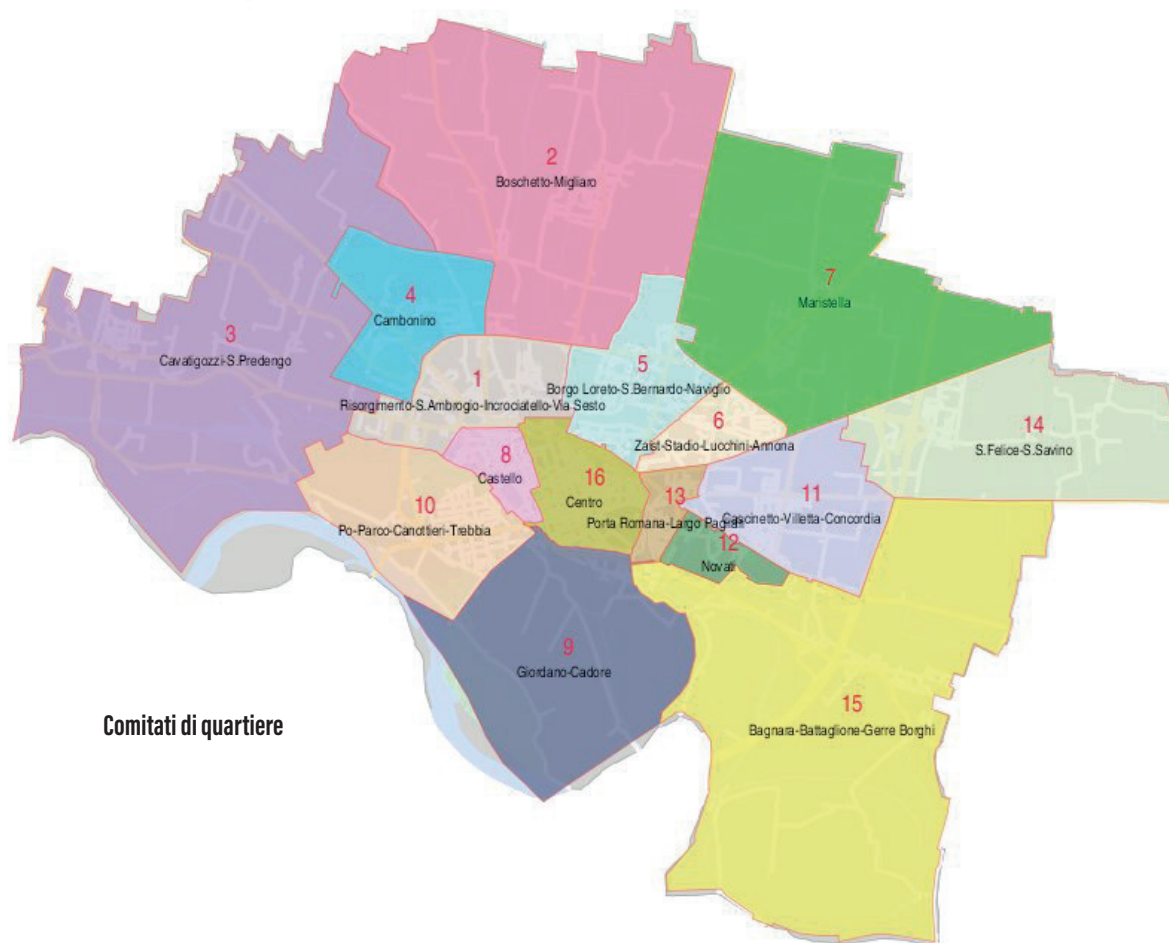 2
Boschetto-Migliaro
7
Maristella
4
Cambonino
3
Cavatigozzi-S.Predengo
5
Borgo Loreto-S.Bernardo-Naviglio
1
Risorgimento-S.Ambrogio-Incrociatello-Via Sesto
6
Zaist-Stadio-Lucchini-Annona
14
S.Felice-S.Savino
8
Castello
16
Centro
13
Porta Romana-Largo Pagliari
11
Cascinetto-Villetta-Concordia
10
Po-Parco-Canottieri-Trebbia
12
Novati
9
Giordano-Cadore
15
Bagnara-Battaglione-Gerre Borghi
Comitati di quartiere